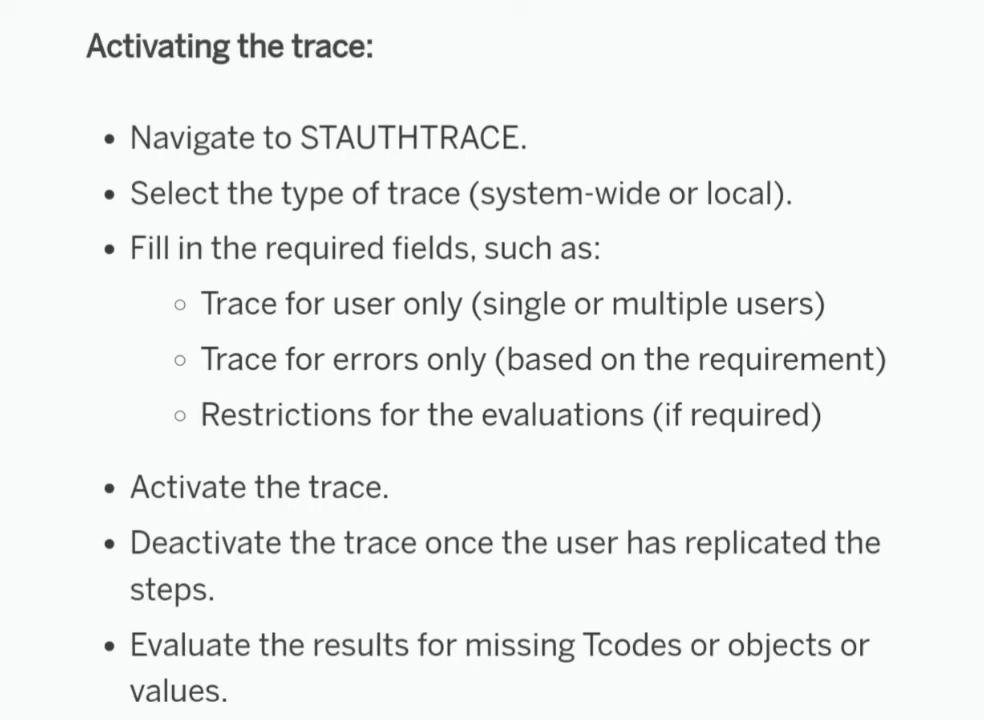 Activating the trace:
• Navigate to STAUTHTRACE.
• Select the type of trace (system-wide or local).
• Fill in the required fields, such as:
◦ Trace for user only (single or multiple users)
◦ Trace for errors only (based on the requirement)
◦ Restrictions for the evaluations (if required)
• Activate the trace.
• Deactivate the trace once the user has replicated the
steps.
• Evaluate the results for missing Tcodes or objects or
values.